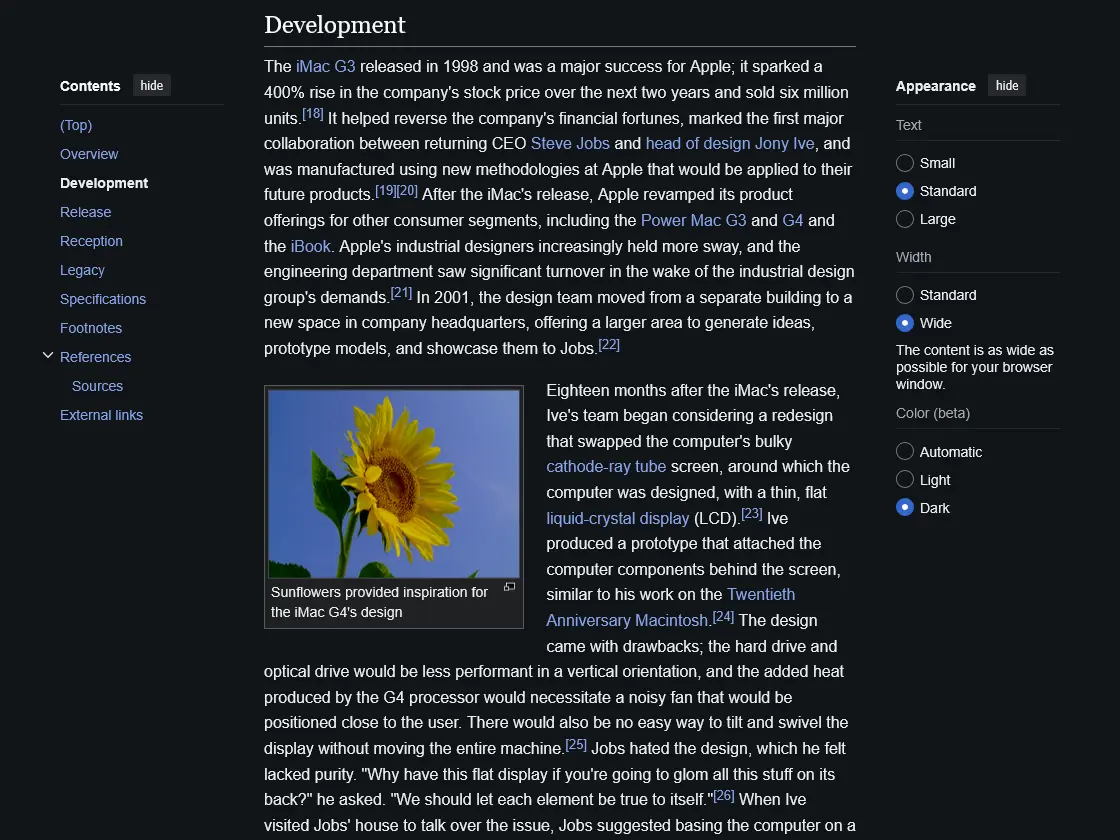 Contents
hide
(Top)
Overview
Development
Release
Reception
Legacy
Specifications
Footnotes
References
Sources
External links
Development
The iMac G3 released in 1998 and was a major success for Apple; it sparked a
400% rise in the company's stock price over the next two years and sold six million
units.[18] It helped reverse the company's financial fortunes, marked the first major
collaboration between returning CEO Steve Jobs and head of design Jony Ive, and
was manufactured using new methodologies at Apple that would be applied to their
future products.[19][20] After the iMac's release, Apple revamped its product
offerings for other consumer segments, including the Power Mac G3 and G4 and
the iBook. Apple's industrial designers increasingly held more sway, and the
engineering department saw significant turnover in the wake of the industrial design
group's demands.[21] In 2001, the design team moved from a separate building to a
new space in company headquarters, offering a larger area to generate ideas,
prototype models, and showcase them to Jobs.[22]
Sunflowers provided inspiration for
the iMac G4's design
Eighteen months after the iMac's release,
Ive's team began considering a redesign
that swapped the computer's bulky
cathode-ray tube screen, around which the
computer was designed, with a thin, flat
liquid-crystal display (LCD).[23] Ive
produced a prototype that attached the
computer components behind the screen,
similar to his work on the Twentieth
Anniversary Macintosh.[24] The design
came with drawbacks; the hard drive and
optical drive would be less performant in a vertical orientation, and the added heat
produced by the G4 processor would necessitate a noisy fan that would be
positioned close to the user. There would also be no easy way to tilt and swivel the
display without moving the entire machine.[25] Jobs hated the design, which he felt
lacked purity. "Why have this flat display if you're going to glom all this stuff on its
back?" he asked. "We should let each element be true to itself."[26] When Ive
visited Jobs' house to talk over the issue, Jobs suggested basing the computer on a
Appearance
hide
Text
Small
Standard
Large
Width
Standard
Wide
The content is as wide as
possible for your browser
window.
Color (beta)
Automatic
Light
Dark